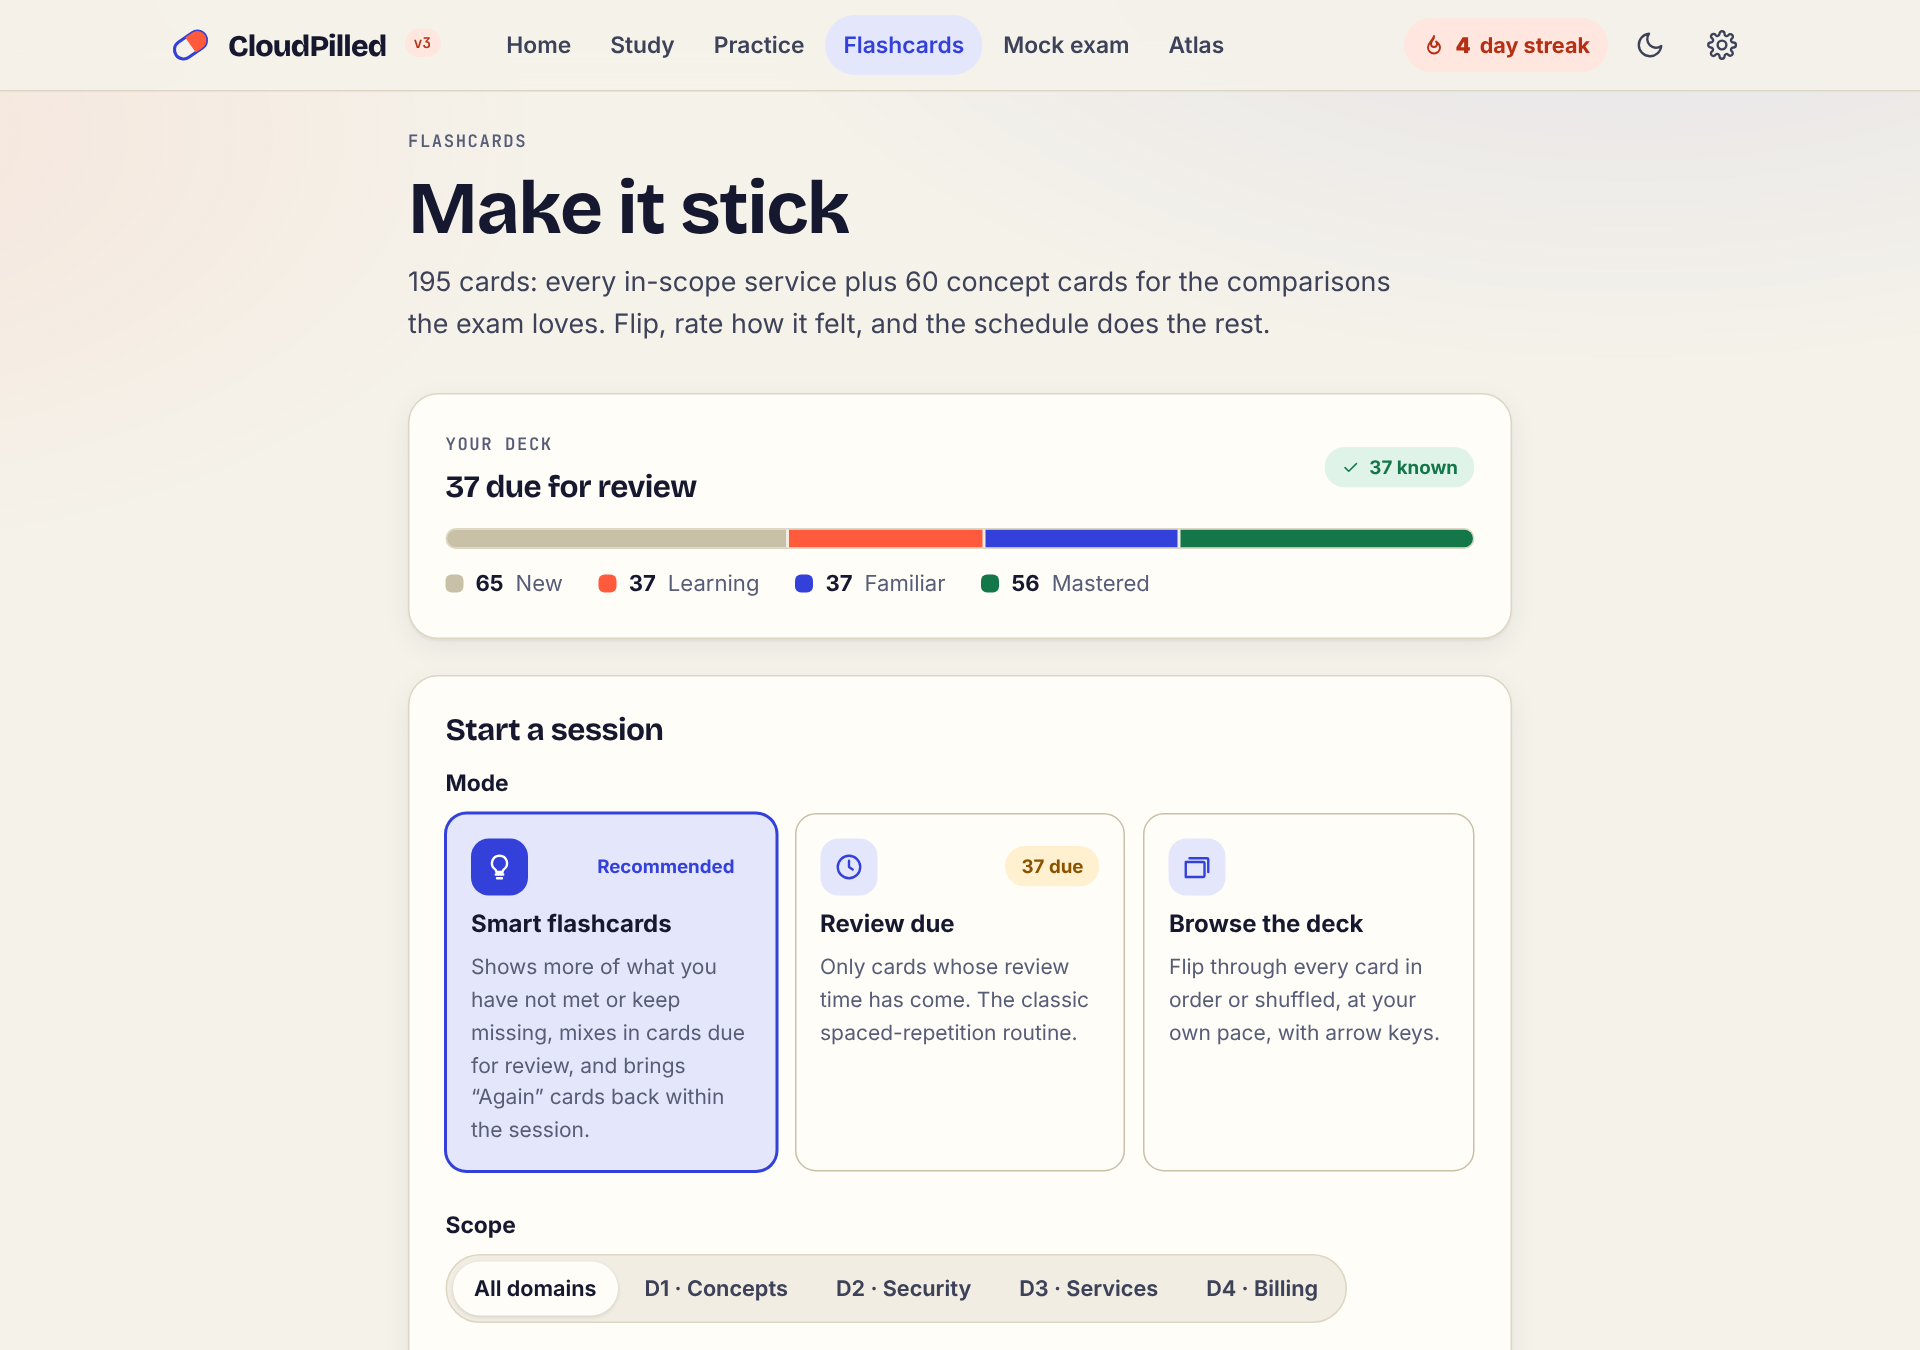 CloudPilled v3 Home Study Practice Flashcards Mock exam Atlas 4 day streak
FLASHCARDS
Make it stick
195 cards: every in-scope service plus 60 concept cards for the comparisons
the exam loves. Flip, rate how it felt, and the schedule does the rest.
YOUR DECK
37 due for review
37 known
65 New 37 Learning 37 Familiar 56 Mastered
Start a session
Mode
Recommended
Smart flashcards
Shows more of what you
have not met or keep
missing, mixes in cards due
for review, and brings
“Again” cards back within
the session.
37 due
Review due
Only cards whose review
time has come. The classic
spaced-repetition routine.
Browse the deck
Flip through every card in
order or shuffled, at your
own pace, with arrow keys.
Scope
All domains D1 · Concepts D2 · Security D3 · Services D4 · Billing